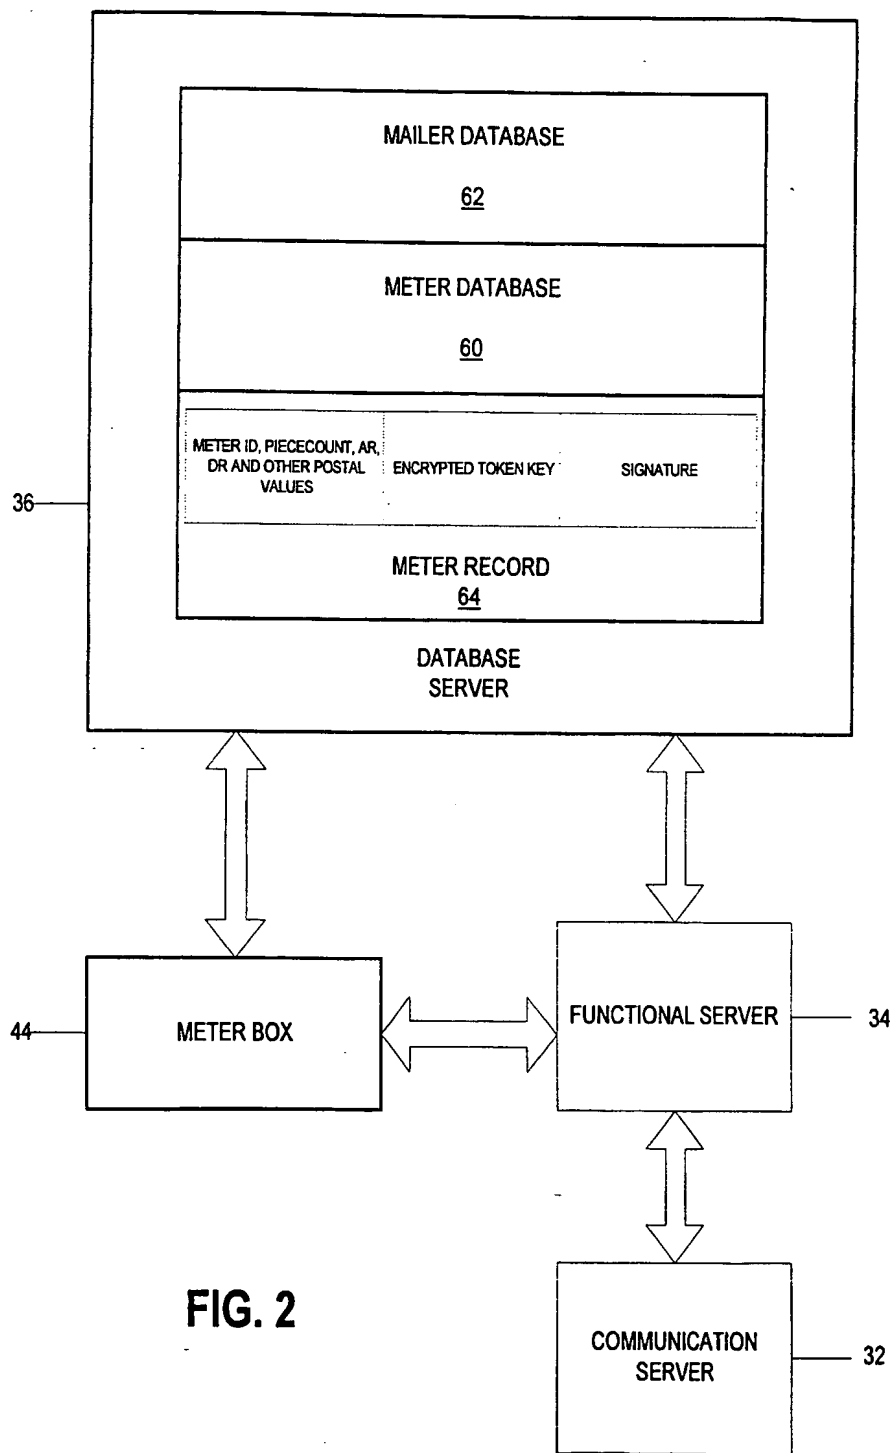 MAILER DATABASE
62
METER DATABASE
60
METER ID, PIECECOUNT, AR,
DR AND OTHER POSTAL
VALUES
ENCRYPTED TOKEN KEY
SIGNATURE
36
METER RECORD
64
DATABASE
SERVER
44
METER BOX
FUNCTIONAL SERVER
34
FIG. 2
COMMUNICATION
SERVER
32